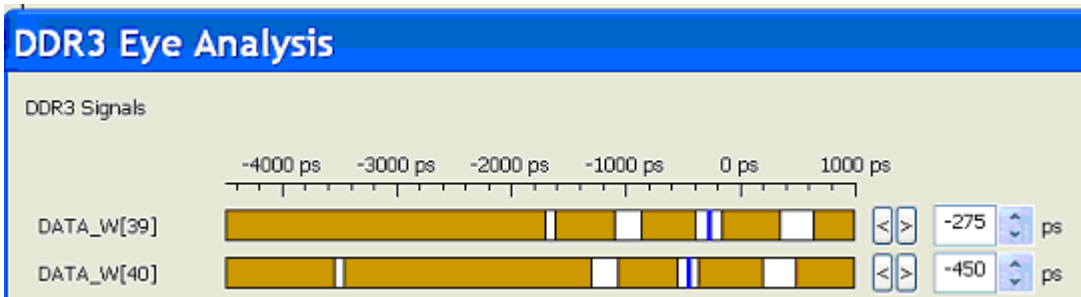 DDR3 Eye Analysis
DDR3 Signals
-4000 ps -3000 ps -2000 ps -1000 ps 0 ps 1000 ps
DATA_W[39] < > -275 ps
DATA_W[40] < > -450 ps